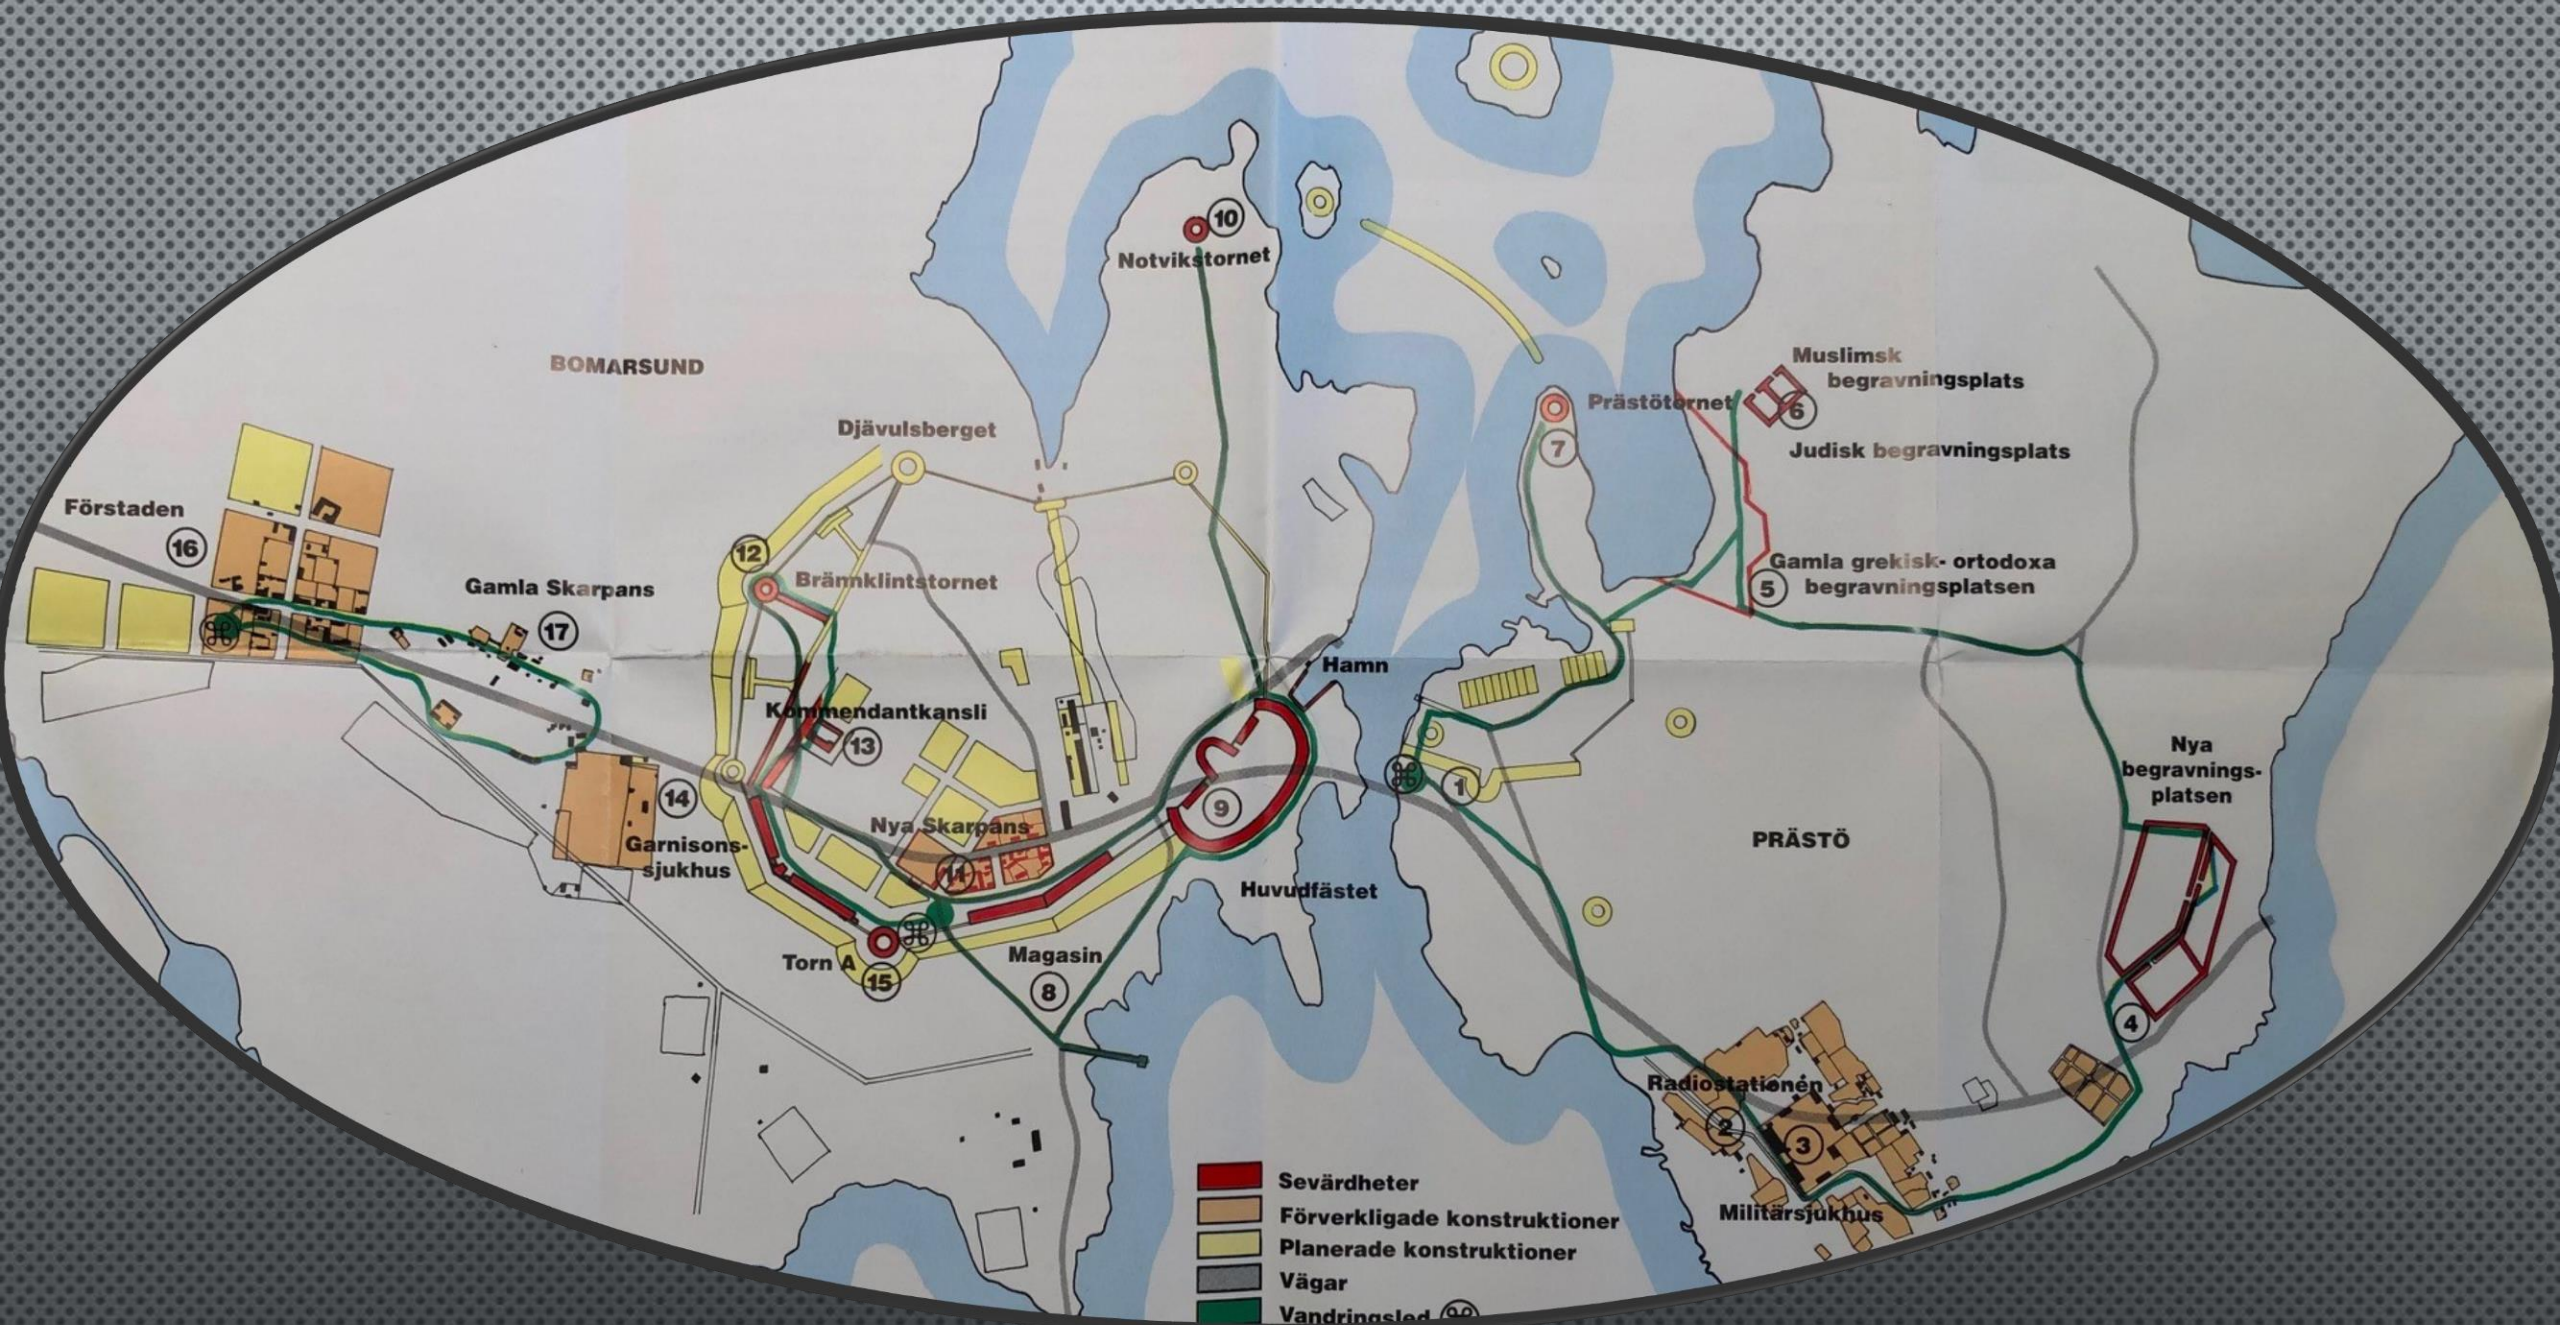 10
Notvikstornet
BOMARSUND
Muslimsk
begravningsplats
6
Prästötornet
7
Judisk begravningsplats
Djävulsberget
Förstaden
16
12
Brännklintstornet
Gamla Skarpans
17
Gamla grekisk- ortodoxa
5 begravningsplatsen
Hamn
Kommendantkansli
13
Nya
begravnings-
platsen
14
Garnisons-
sjukhus
Nya Skarpans
11
9
1
PRÄSTÖ
Huvudfästet
Torn A
15
Magasin
8
4
Radiostationen
2
3
Militärsjukhus
Sevärdheter
Förverkligade konstruktioner
Planerade konstruktioner
Vägar
Vandringsled ⌘